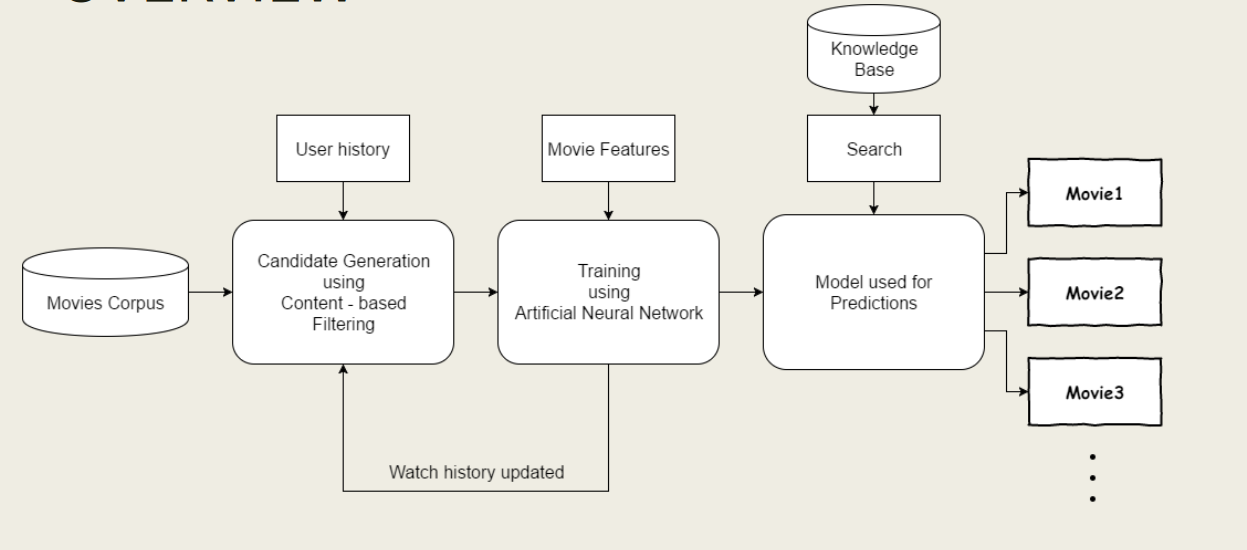 OVERVIEW
Knowledge
Base
User history
Movie Features
Search
Movie1
Candidate Generation
using
Content - based
Filtering
Training
using
Artificial Neural Network
Model used for
Predictions
Movies Corpus
Movie2
Movie3
Watch history updated